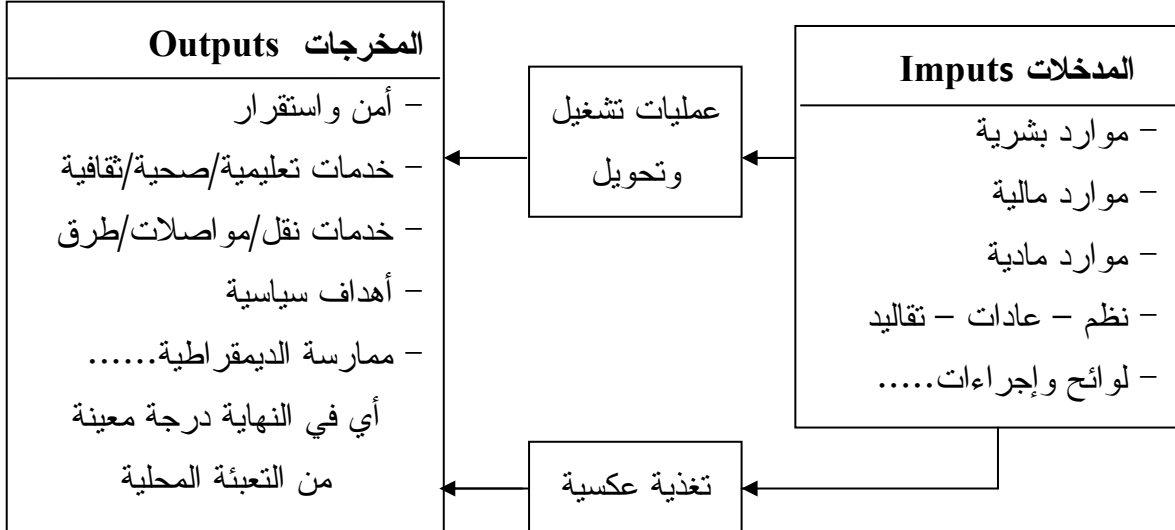 المدخلات Imputs
- موارد بشرية
- موارد مالية
- موارد مادية
- نظم – عادات – تقاليد
- لوائح وإجراءات.....
عمليات تشغيل
وتحويل
تغذية عكسية
المخرجات Outputs
- أمن واستقرار
- خدمات تعليمية/صحية/ثقافية
- خدمات نقل/مواصلات/طرق
- أهداف سياسية
- ممارسة الديمقراطية......
أي في النهاية درجة معينة
من التعبئة المحلية